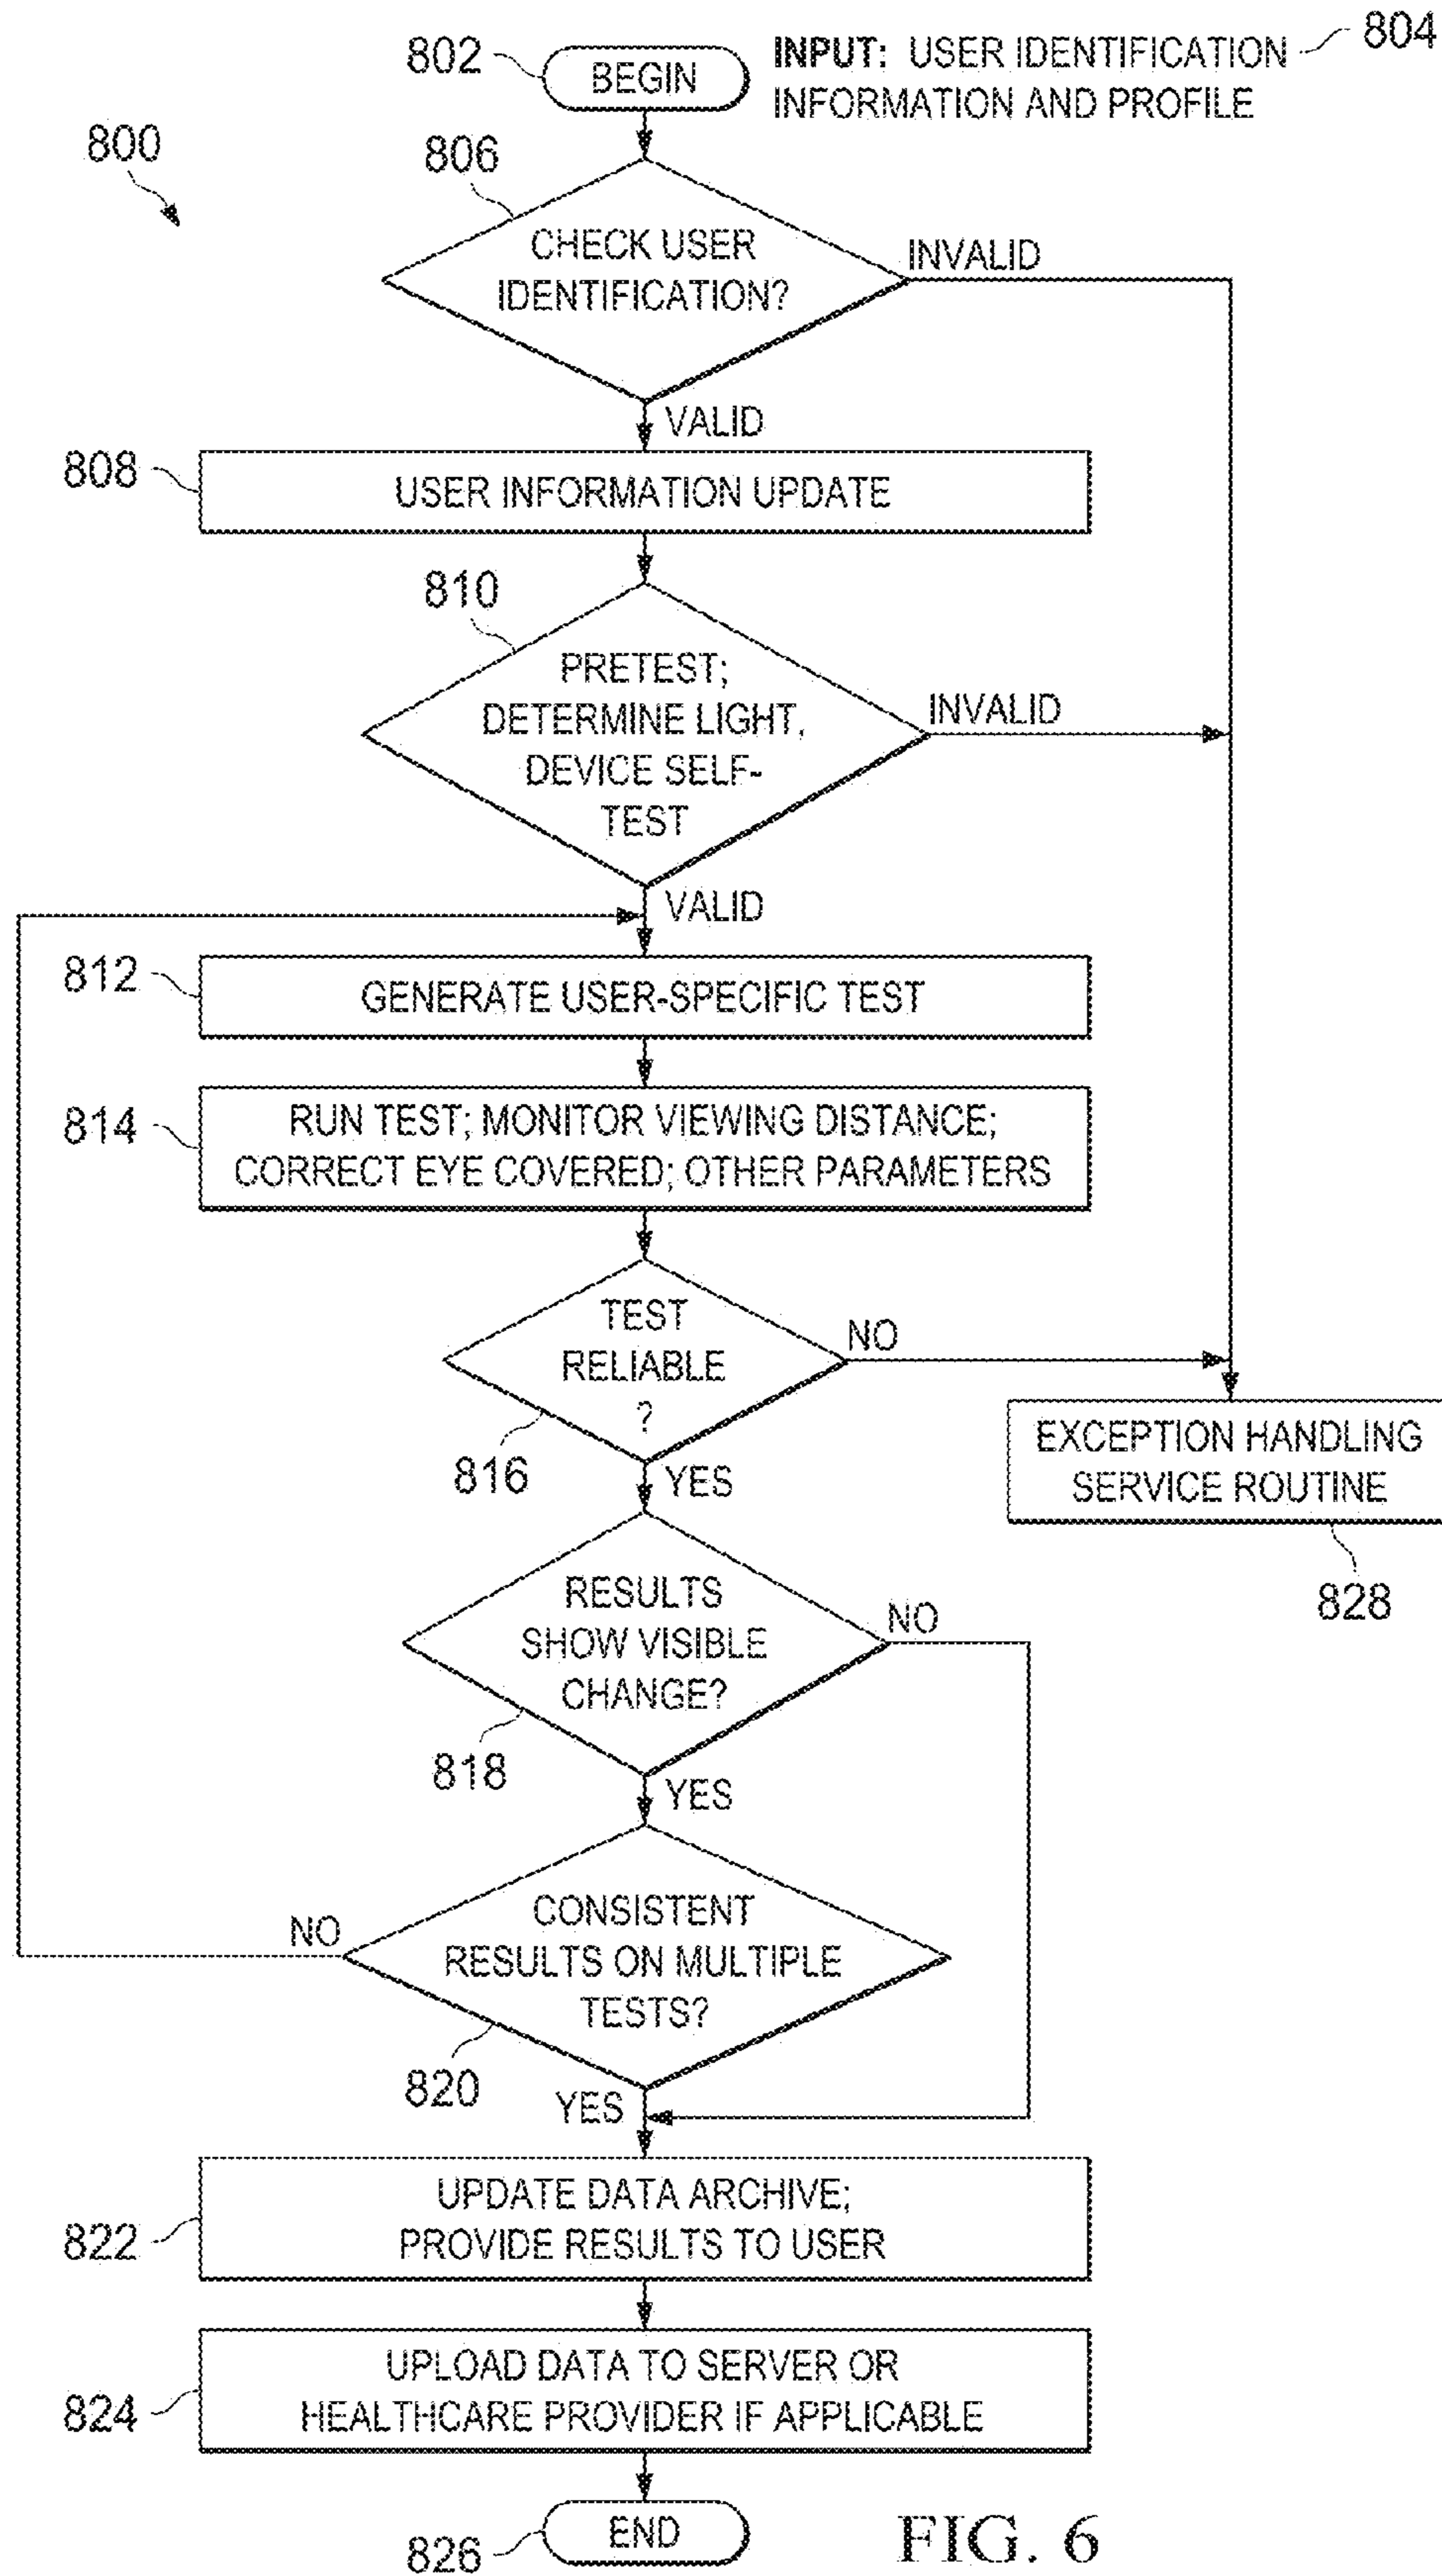 802
BEGIN
INPUT: USER IDENTIFICATION
INFORMATION AND PROFILE
804
800
806
CHECK USER
IDENTIFICATION?
INVALID
VALID
808
USER INFORMATION UPDATE
810
PRETEST;
DETERMINE LIGHT,
DEVICE SELF-
TEST
INVALID
VALID
812
GENERATE USER-SPECIFIC TEST
814
RUN TEST; MONITOR VIEWING DISTANCE;
CORRECT EYE COVERED; OTHER PARAMETERS
TEST
RELIABLE
?
NO
816
YES
EXCEPTION HANDLING
SERVICE ROUTINE
828
RESULTS
SHOW VISIBLE
CHANGE?
NO
818
YES
CONSISTENT
RESULTS ON MULTIPLE
TESTS?
NO
820
YES
822
UPDATE DATA ARCHIVE;
PROVIDE RESULTS TO USER
824
UPLOAD DATA TO SERVER OR
HEALTHCARE PROVIDER IF APPLICABLE
826
END
FIG. 6